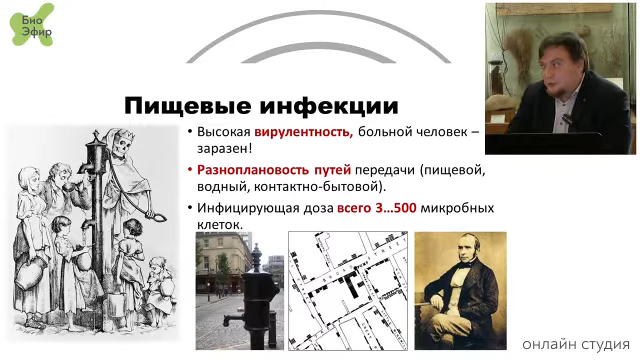 Био
Эфир
Пищевые инфекции
• Высокая вирулентность, больной человек –
заразен!
• Разноплановость путей передачи (пищевой,
водный, контактно-бытовой).
• Инфицирующая доза всего 3…500 микробных
клеток.
онлайн студия